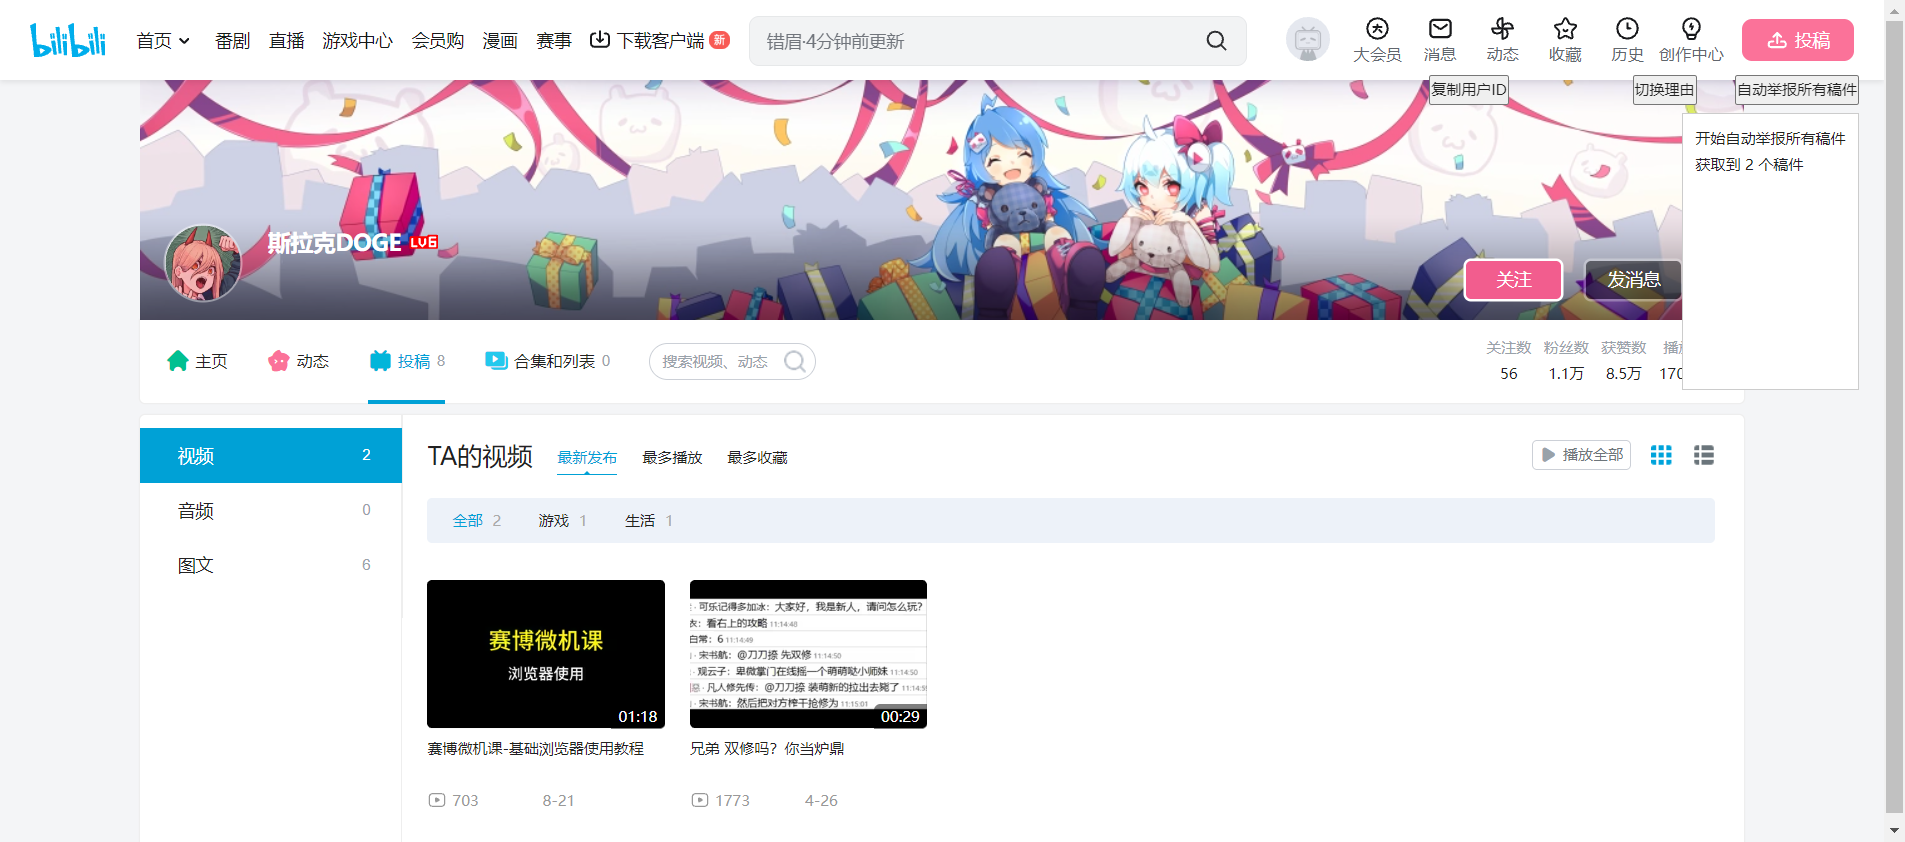 bilibili
首页
番剧
直播
游戏中心
会员购
漫画
赛事
下载客户端
新
错眉·4分钟前更新
大会员
消息
动态
收藏
历史
创作中心
投稿
复制用户ID
切换理由
自动举报所有稿件
开始自动举报所有稿件
获取到 2 个稿件
斯拉克DOGE LV6
关注
发消息
主页
动态
投稿 8
合集和列表 0
搜索视频、动态
关注数 粉丝数 获赞数
56 1.1万 8.5万 170
视频 2
音频 0
图文 6
TA的视频
最新发布
最多播放
最多收藏
播放全部
全部 2
游戏 1
生活 1
赛博微机课
浏览器使用
01:18
赛博微机课-基础浏览器使用教程
703 8-21
可乐记得多加冰：大家好，我是新人，请问怎么玩?
看右上的攻略 11:14:48
白常：6 11:14:49
宋书航：@刀刀捺 先双修 11:14:50
观云子：卑微掌门在线摇一个萌萌哒小师妹 11:14:50
凡人修先传：@刀刀捺 装萌新的拉出去毙了
宋书航：然后把对方榨干抢修为 11:15:01
00:29
兄弟 双修吗？你当炉鼎
1773 4-26